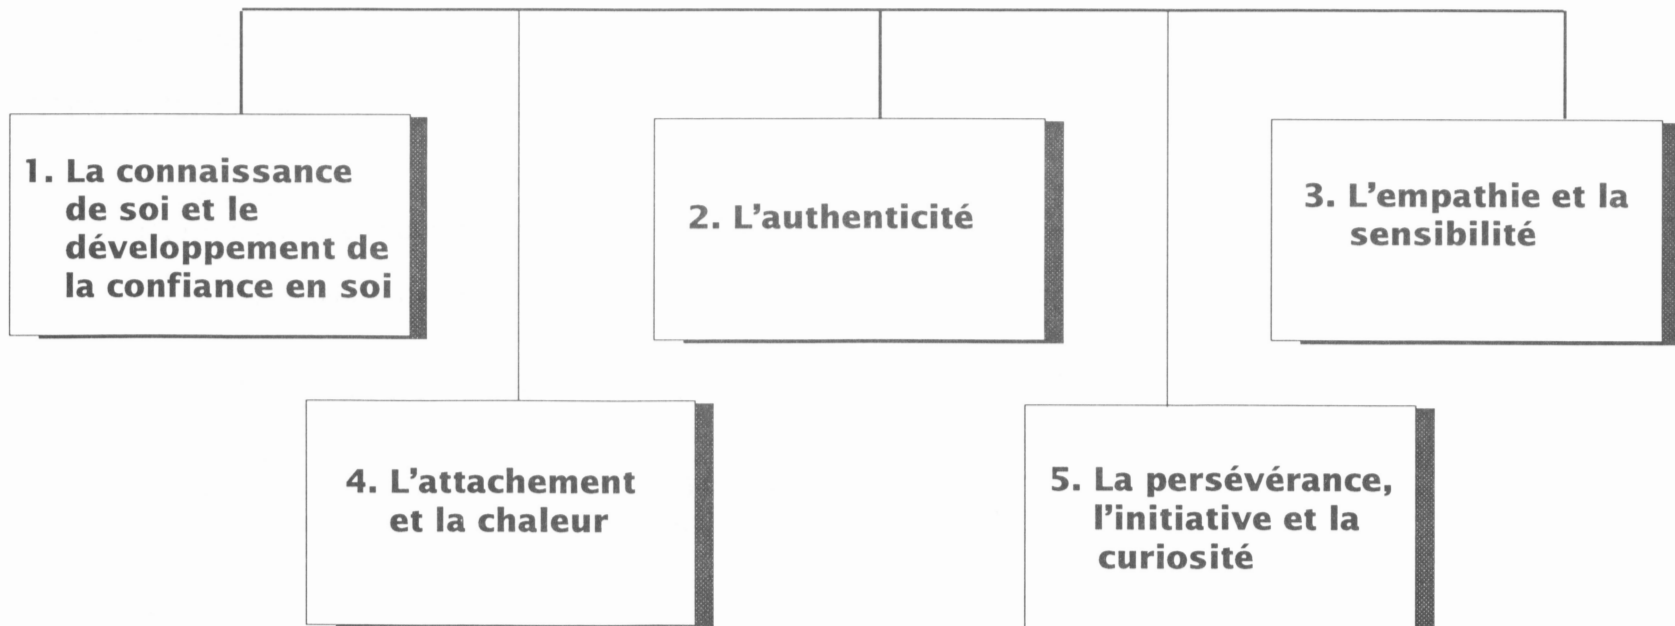 1. La connaissance
de soi et le
développement de
la confiance en soi
2. L'authenticité
3. L'empathie et la
sensibilité
4. L'attachement
et la chaleur
5. La persévérance,
l'initiative et la
curiosité